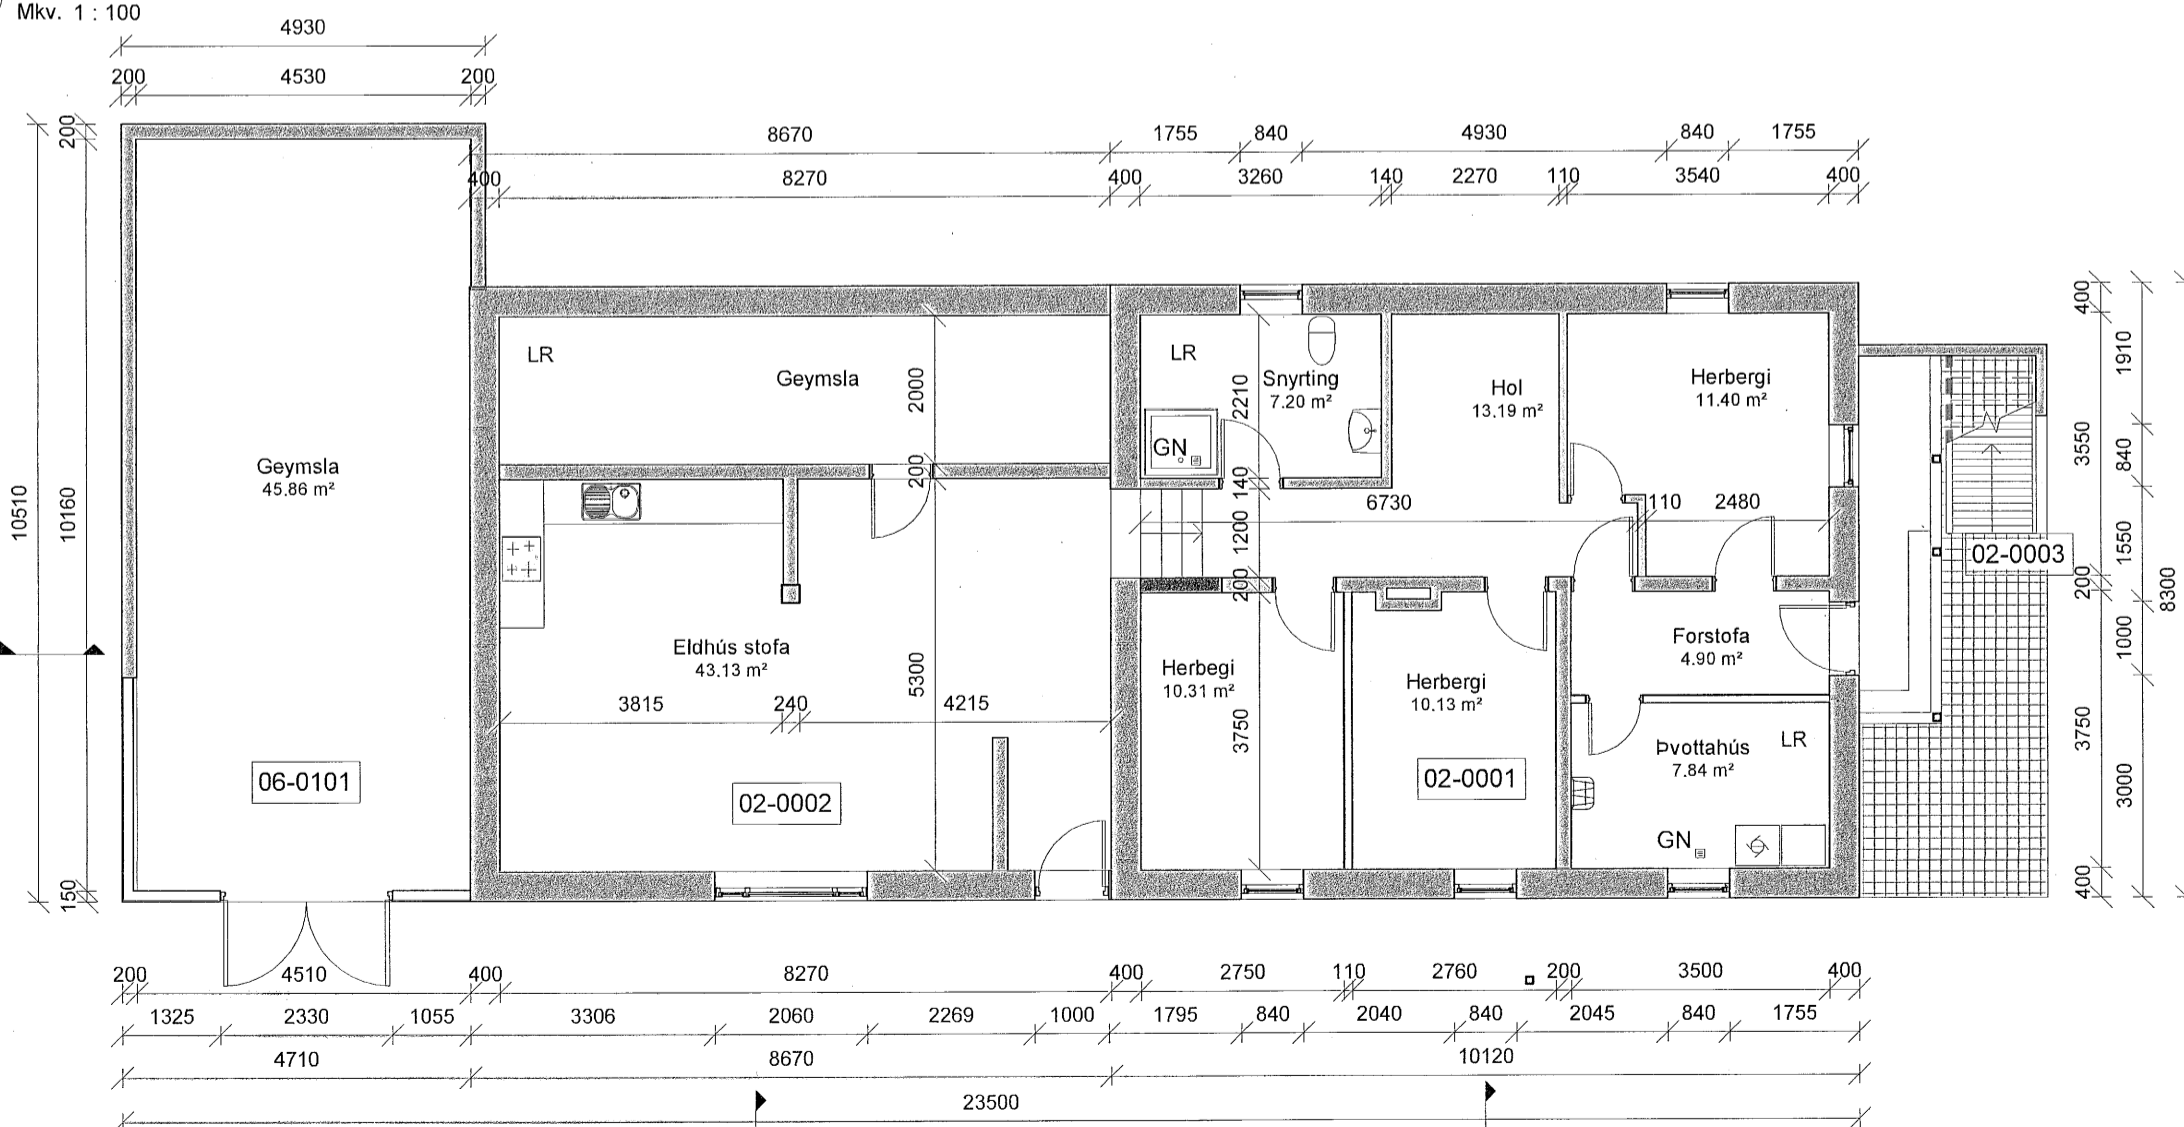 Mkv. 1 : 100
4930
200 4530 200
8670 1755 840 4930 840 1755
400 8270 400 3260 140 2270 110 3540 400
200
10510
10160
150
Geymsla
45.86 m²
06-0101
LR
Geymsla
2000
200
5300
Eldhús stofa
43.13 m²
3815 240 4215
02-0002
LR
Snyrting
7.20 m²
GN
2210
140
1200
200
3750
Hol
13.19 m²
Herbergi
11.40 m²
6730 110 2480
Herbegi
10.31 m²
Herbergi
10.13 m²
02-0001
Forstofa
4.90 m²
Þvottahús
7.84 m²
LR
GN
02-0003
400
3550
200
3750
400
1910
840
1550
1000
3000
8300
200 4510 400 8270 400 2750 110 2760 200 3500 400
1325 2330 1055 3306 2060 2269 1000 1795 840 2040 840 2045 840 1755
4710 8670 10120
23500